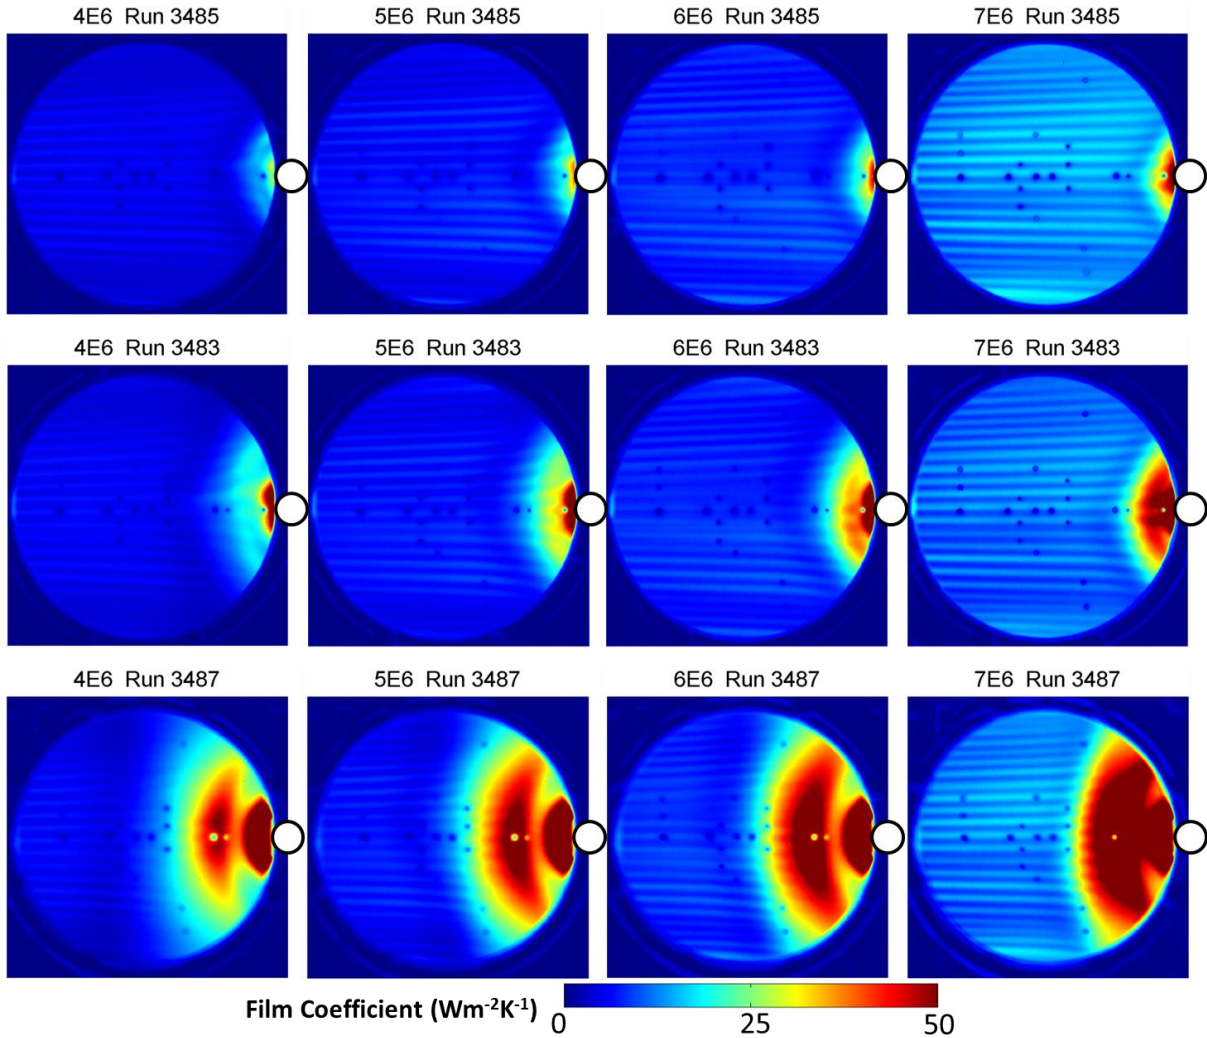 4E6 Run 3485
5E6 Run 3485
6E6 Run 3485
7E6 Run 3485
4E6 Run 3483
5E6 Run 3483
6E6 Run 3483
7E6 Run 3483
4E6 Run 3487
5E6 Run 3487
6E6 Run 3487
7E6 Run 3487
Film Coefficient (Wm⁻²K⁻¹)
0 25 50